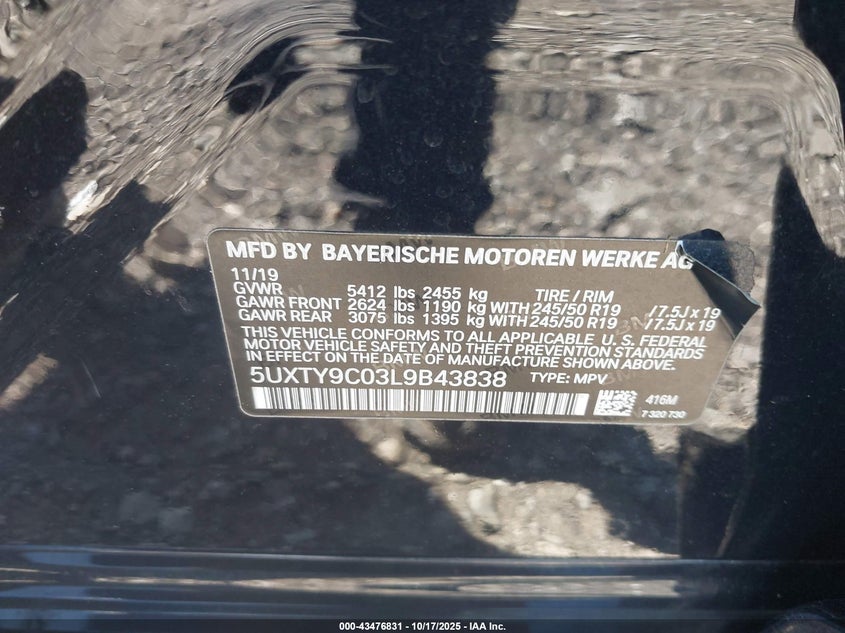 MFD BY BAYERISCHE MOTOREN WERKE AG
11/19
GVWR 5412 lbs 2455 kg TIRE / RIM
GAWR FRONT 2624 lbs 1190 kg WITH 245/50 R19 /7.5J x 19
GAWR REAR 3075 lbs 1395 kg WITH 245/50 R19 /7.5J x 19
THIS VEHICLE CONFORMS TO ALL APPLICABLE U. S. FEDERAL
MOTOR VEHICLE SAFETY AND THEFT PREVENTION STANDARDS
IN EFFECT ON THE DATE OF MANUFACTURE SHOWN ABOVE.
5UXTY9C03L9B43838 TYPE: MPV
416M
7 320 730
000-43476831 - 10/17/2025 - IAA Inc.